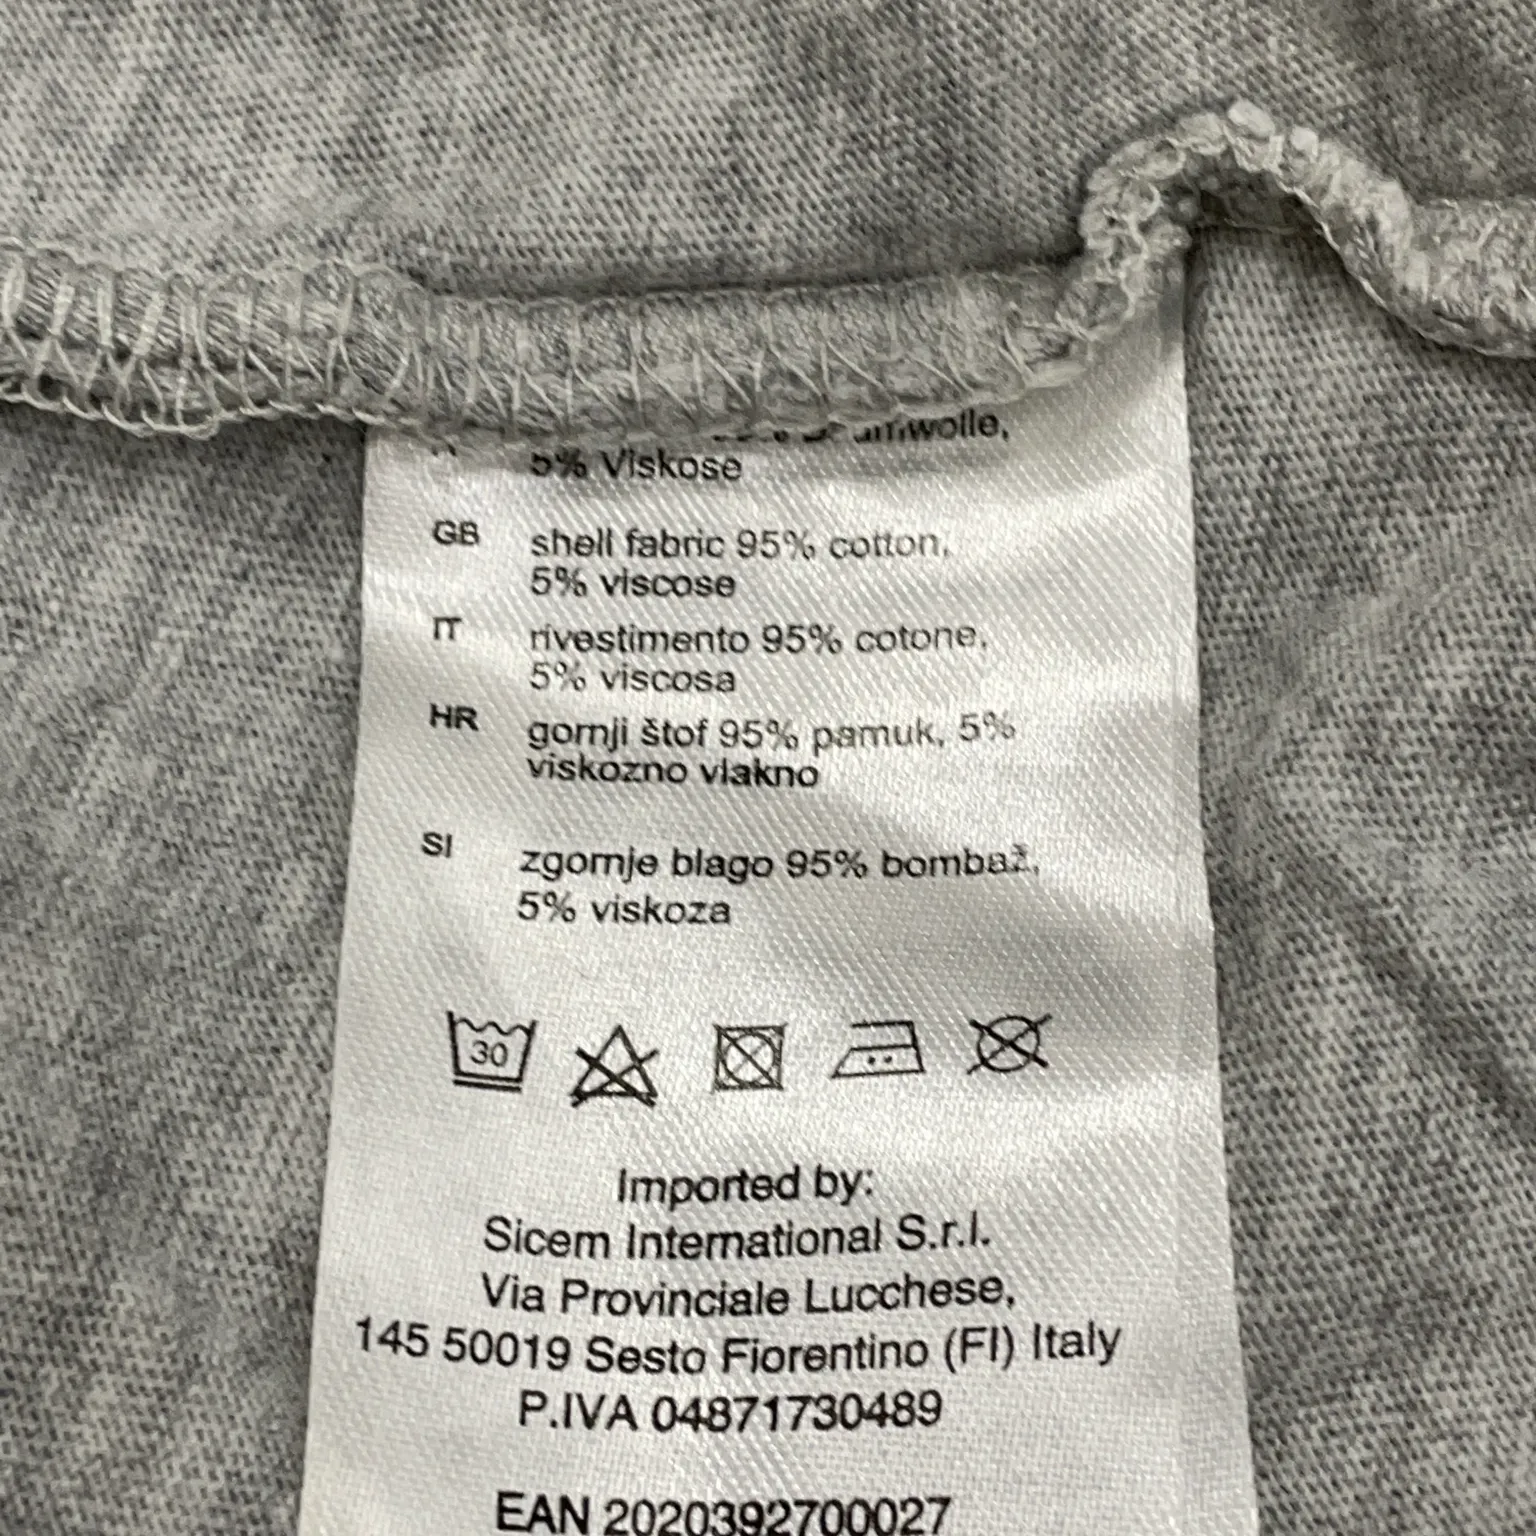 5% Viskose
GB shell fabric 95% cotton,
5% viscose
IT rivestimento 95% cotone,
5% viscosa
HR gornji štof 95% pamuk, 5%
viskozno vlakno
SI zgornje blago 95% bombaž,
5% viskoza
30
Imported by:
Sicem International S.r.l.
Via Provinciale Lucchese,
145 50019 Sesto Fiorentino (FI) Italy
P.IVA 04871730489
EAN 2020392700027